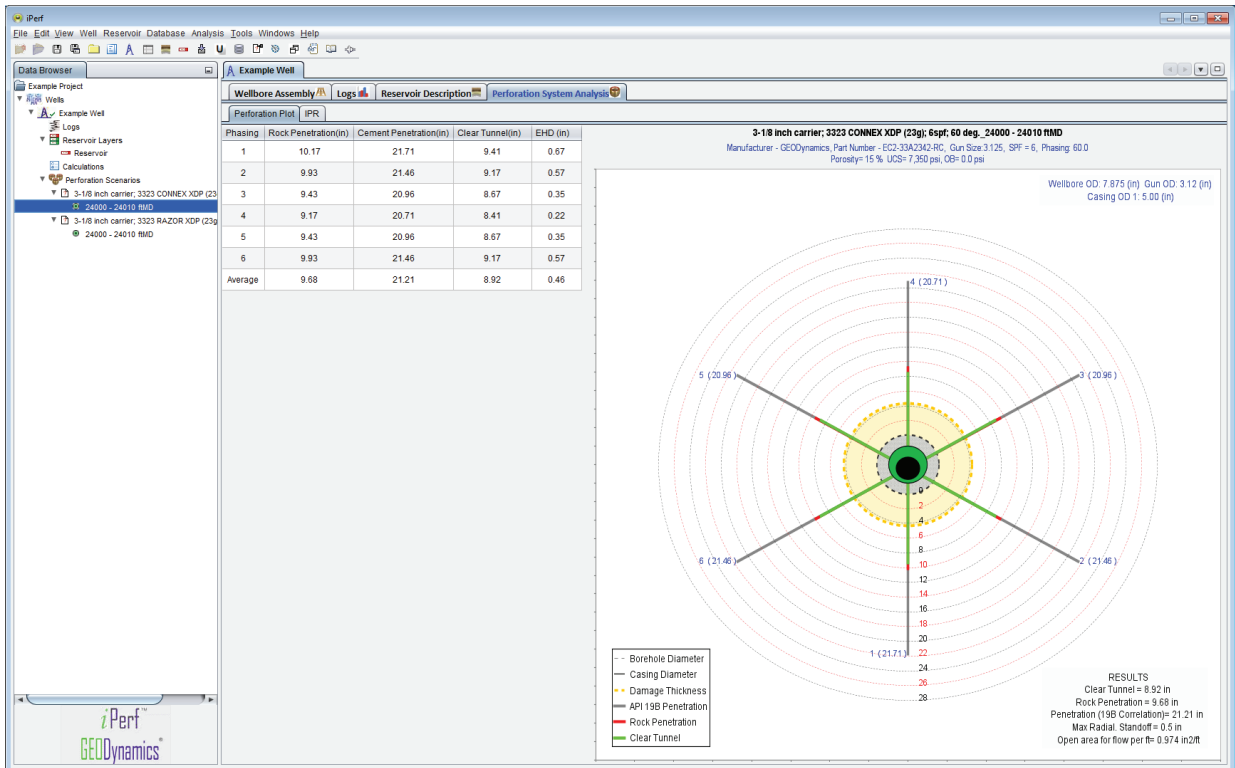 iPerf
File Edit View Well Reservoir Database Analysis Tools Windows Help
Data Browser
Example Project
Wells
Example Well
Logs
Reservoir Layers
Reservoir
Calculations
Perforation Scenarios
3-1/8 inch carrier; 3323 CONNEX XDP (23
24000 - 24010 ftMD
3-1/8 inch carrier; 3323 RAZOR XDP (23g
24000 - 24010 ftMD
iPerf™
GEODynamics®
Example Well
Wellbore Assembly Logs Reservoir Description Perforation System Analysis
Perforation Plot IPR
Phasing Rock Penetration(in) Cement Penetration(in) Clear Tunnel(in) EHD (in)
1 10.17 21.71 9.41 0.67
2 9.93 21.46 9.17 0.57
3 9.43 20.96 8.67 0.35
4 9.17 20.71 8.41 0.22
5 9.43 20.96 8.67 0.35
6 9.93 21.46 9.17 0.57
Average 9.68 21.21 8.92 0.46
3-1/8 inch carrier; 3323 CONNEX XDP (23g); 6spf; 60 deg._24000 - 24010 ftMD
Manufacturer - GEODynamics, Part Number - EC2-33A2342-RC, Gun Size:3.125, SPF = 6, Phasing: 60.0
Porosity= 15 % UCS= 7,350 psi, OB= 0.0 psi
Wellbore OD: 7.875 (in) Gun OD: 3.12 (in)
Casing OD 1: 5.00 (in)
4 (20.71)
5 (20.96)
3 (20.96)
0
2
4
6
8
6 (21.46)
2 (21.46)
10
12
14
16
18
20
1 (21.71)
22
24
26
28
Borehole Diameter
Casing Diameter
Damage Thickness
API 19B Penetration
Rock Penetration
Clear Tunnel
RESULTS
Clear Tunnel = 8.92 in
Rock Penetration = 9.68 in
Penetration (19B Correlation)= 21.21 in
Max Radial. Standoff = 0.5 in
Open area for flow per ft= 0.974 in2/ft